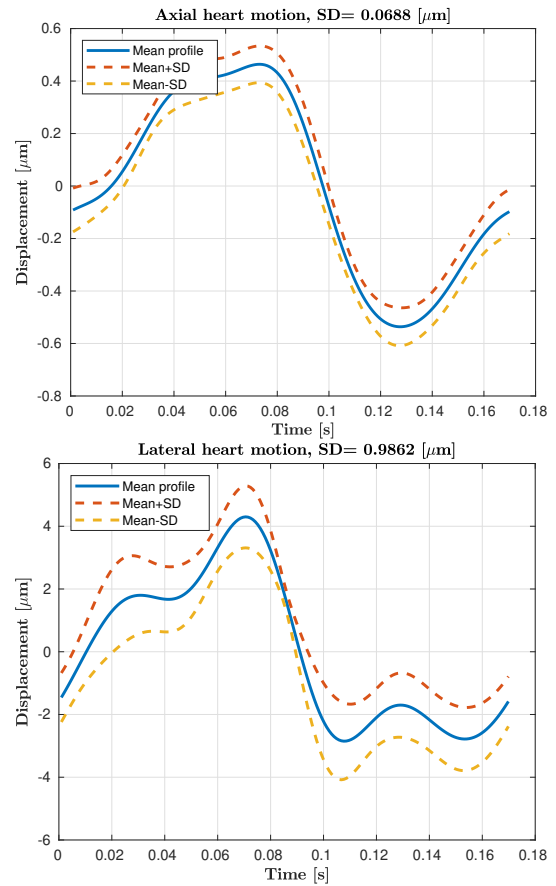 Axial heart motion, SD= 0.0688 [μm]
0.6
0.4
0.2
0
-0.2
-0.4
-0.6
-0.8
Displacement [μm]
Mean profile
Mean+SD
Mean-SD
0 0.02 0.04 0.06 0.08 0.1 0.12 0.14 0.16 0.18
Time [s]
Lateral heart motion, SD= 0.9862 [μm]
6
4
2
0
-2
-4
-6
Displacement [μm]
Mean profile
Mean+SD
Mean-SD
0 0.02 0.04 0.06 0.08 0.1 0.12 0.14 0.16 0.18
Time [s]